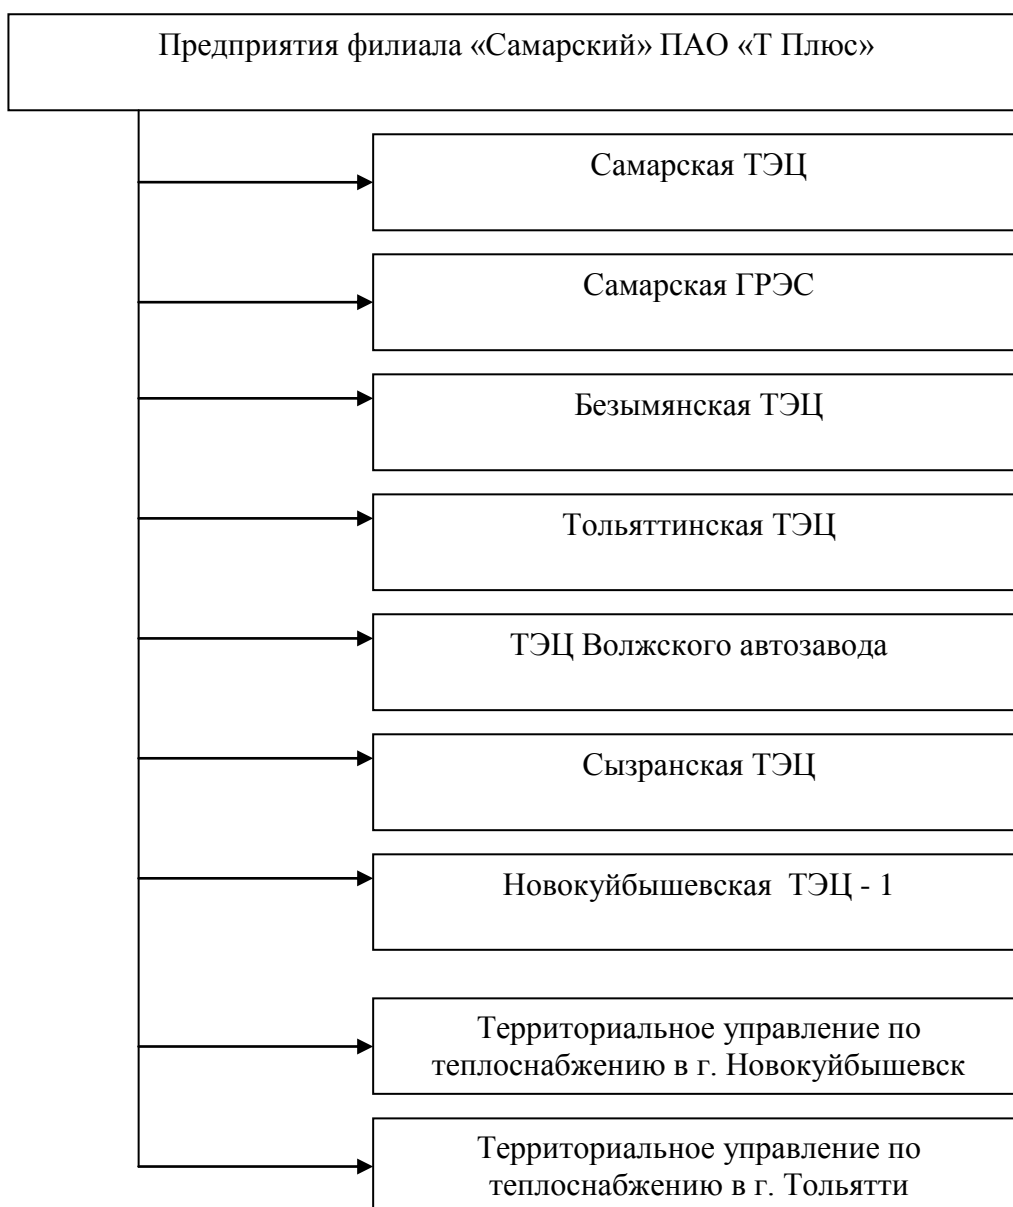 Предприятия филиала «Самарский» ПАО «Т Плюс»
Самарская ТЭЦ
Самарская ГРЭС
Безымянская ТЭЦ
Тольяттинская ТЭЦ
ТЭЦ Волжского автозавода
Сызранская ТЭЦ
Новокуйбышевская ТЭЦ - 1
Территориальное управление по
теплоснабжению в г. Новокуйбышевск
Территориальное управление по
теплоснабжению в г. Тольятти